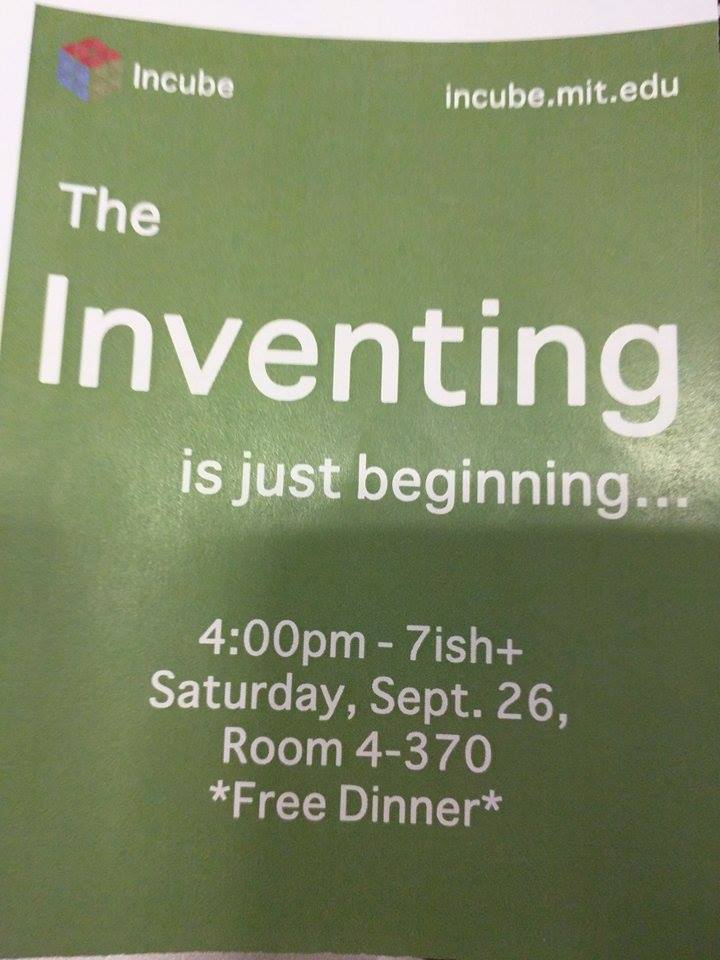 Incube
incube.mit.edu
The
Inventing
is just beginning...
4:00pm - 7ish+
Saturday, Sept. 26,
Room 4-370
*Free Dinner*